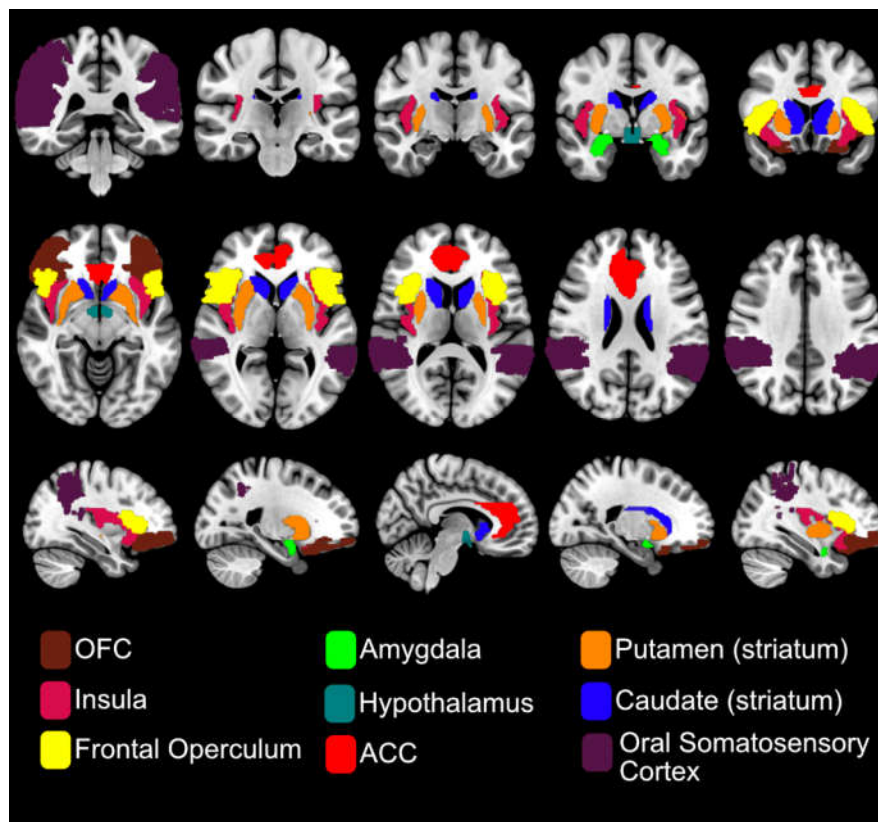 OFC
Amygdala
Putamen (striatum)
Insula
Hypothalamus
Caudate (striatum)
Frontal Operculum
ACC
Oral Somatosensory
Cortex